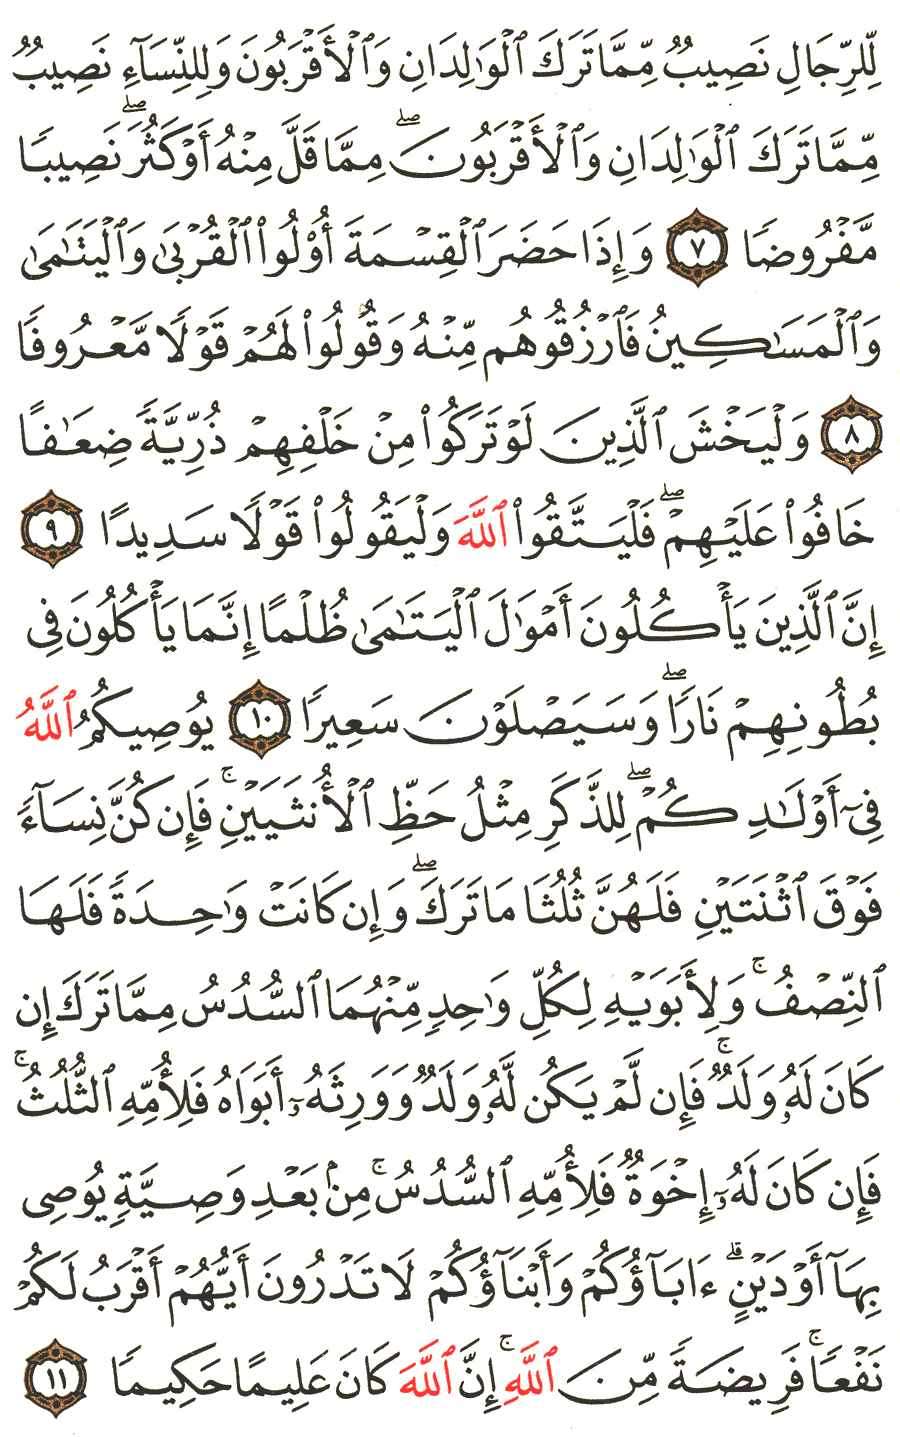 لِّلرِّجَالِ نَصِيبٌ مِّمَّا تَرَكَ ٱلْوَٰلِدَانِ وَٱلْأَقْرَبُونَ وَلِلنِّسَآءِ نَصِيبٌ
مِّمَّا تَرَكَ ٱلْوَٰلِدَانِ وَٱلْأَقْرَبُونَ ۖ مِمَّا قَلَّ مِنْهُ أَوْ كَثُرَ ۖ نَصِيبًا
مَّفْرُوضًا ٧ وَإِذَا حَضَرَ ٱلْقِسْمَةَ أُو۟لُوا۟ ٱلْقُرْبَىٰ وَٱلْيَتَٰمَىٰ
وَٱلْمَسَٰكِينُ فَٱرْزُقُوهُم مِّنْهُ وَقُولُوا۟ لَهُمْ قَوْلًا مَّعْرُوفًا
٨ وَلْيَخْشَ ٱلَّذِينَ لَوْ تَرَكُوا۟ مِنْ خَلْفِهِمْ ذُرِّيَّةً ضِعَٰفًا
خَافُوا۟ عَلَيْهِمْ ۖ فَلْيَتَّقُوا۟ ٱللَّهَ وَلْيَقُولُوا۟ قَوْلًا سَدِيدًا ٩
إِنَّ ٱلَّذِينَ يَأْكُلُونَ أَمْوَٰلَ ٱلْيَتَٰمَىٰ ظُلْمًا إِنَّمَا يَأْكُلُونَ فِى
بُطُونِهِمْ نَارًا ۖ وَسَيَصْلَوْنَ سَعِيرًا ١٠ يُوصِيكُمُ ٱللَّهُ
فِىٓ أَوْلَٰدِكُمْ ۖ لِلذَّكَرِ مِثْلُ حَظِّ ٱلْأُنثَيَيْنِ ۚ فَإِن كُنَّ نِسَآءً
فَوْقَ ٱثْنَتَيْنِ فَلَهُنَّ ثُلُثَا مَا تَرَكَ ۖ وَإِن كَانَتْ وَٰحِدَةً فَلَهَا
ٱلنِّصْفُ ۚ وَلِأَبَوَيْهِ لِكُلِّ وَٰحِدٍ مِّنْهُمَا ٱلسُّدُسُ مِمَّا تَرَكَ إِن
كَانَ لَهُۥ وَلَدٌ ۚ فَإِن لَّمْ يَكُن لَّهُۥ وَلَدٌ وَوَرِثَهُۥٓ أَبَوَاهُ فَلِأُمِّهِ ٱلثُّلُثُ ۚ
فَإِن كَانَ لَهُۥٓ إِخْوَةٌ فَلِأُمِّهِ ٱلسُّدُسُ ۚ مِنۢ بَعْدِ وَصِيَّةٍ يُوصِى
بِهَآ أَوْ دَيْنٍ ۗ ءَابَآؤُكُمْ وَأَبْنَآؤُكُمْ لَا تَدْرُونَ أَيُّهُمْ أَقْرَبُ لَكُمْ
نَفْعًا ۚ فَرِيضَةً مِّنَ ٱللَّهِ ۚ إِنَّ ٱللَّهَ كَانَ عَلِيمًا حَكِيمًا ١١